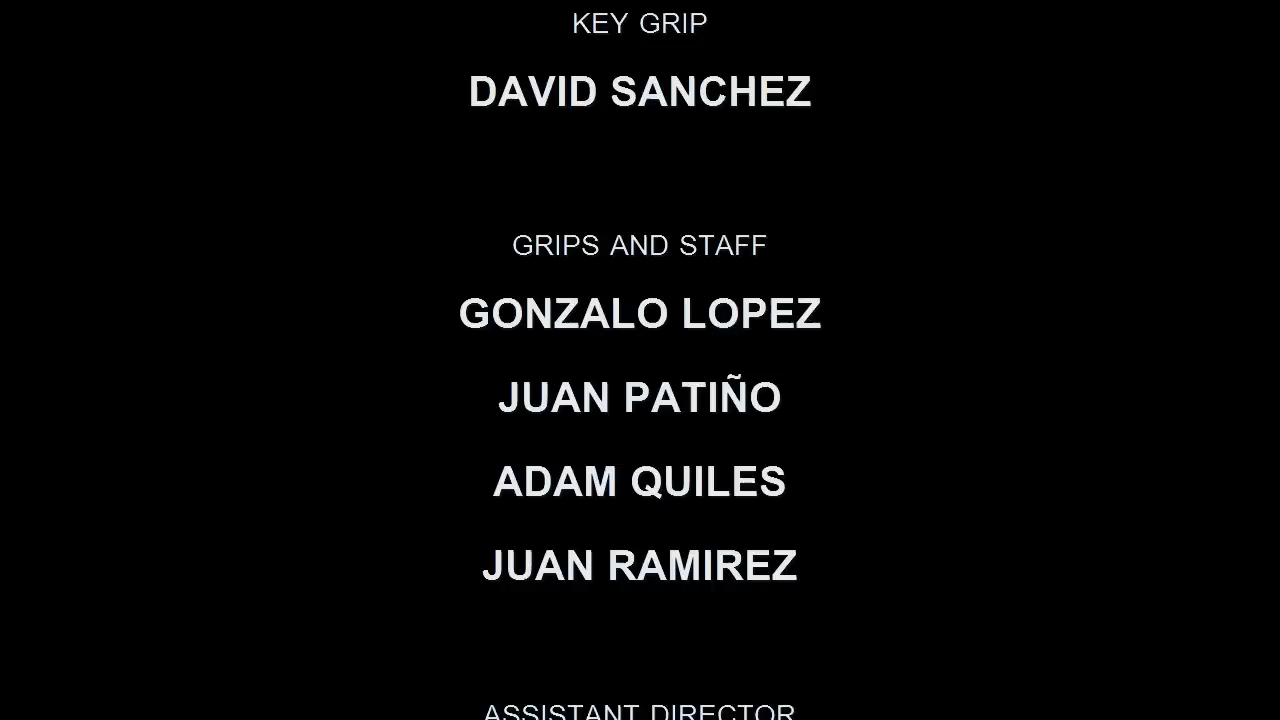 KEY GRIP
DAVID SANCHEZ
GRIPS AND STAFF
GONZALO LOPEZ
JUAN PATIÑO
ADAM QUILES
JUAN RAMIREZ
ASSISTANT DIRECTOR